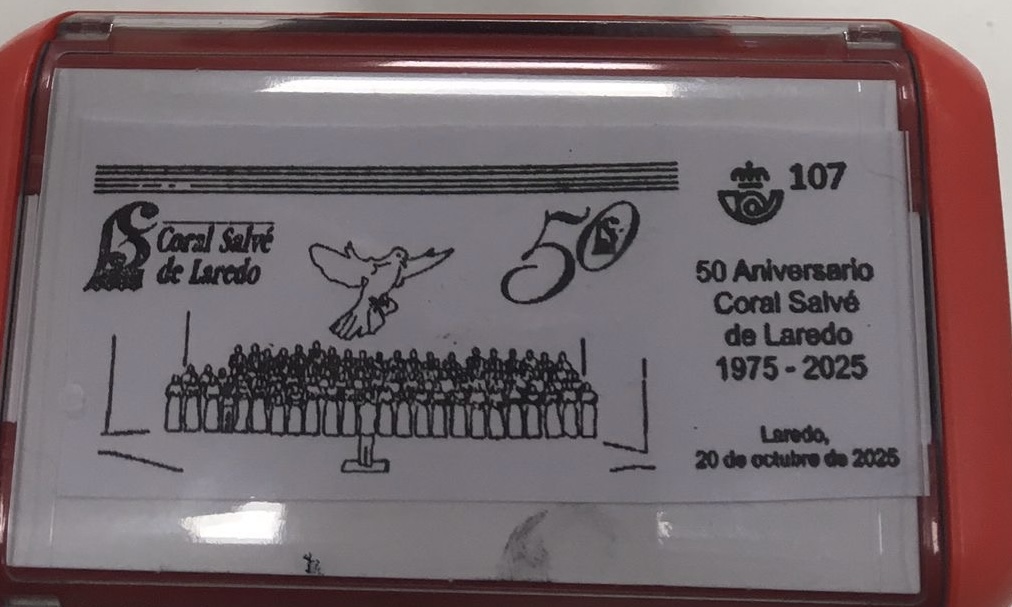 Coral Salvé
de Laredo
50
107
50 Aniversario
Coral Salvé
de Laredo
1975 - 2025
Laredo,
20 de octubre de 2025